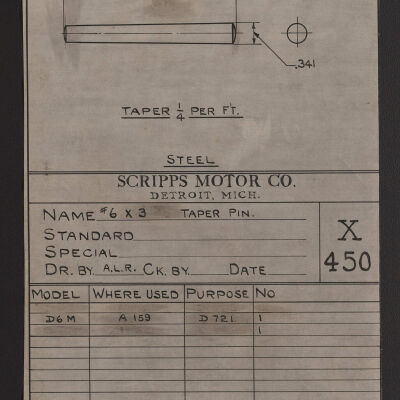 .341
TAPER 1/4 PER FT.
STEEL
SCRIPPS MOTOR CO.
DETROIT, MICH.
NAME #6 X 3 TAPER PIN.
STANDARD
SPECIAL
DR. BY A.L.R. CK. BY DATE
X
450
MODEL WHERE USED PURPOSE NO
D6M A 159 D 721 1
1